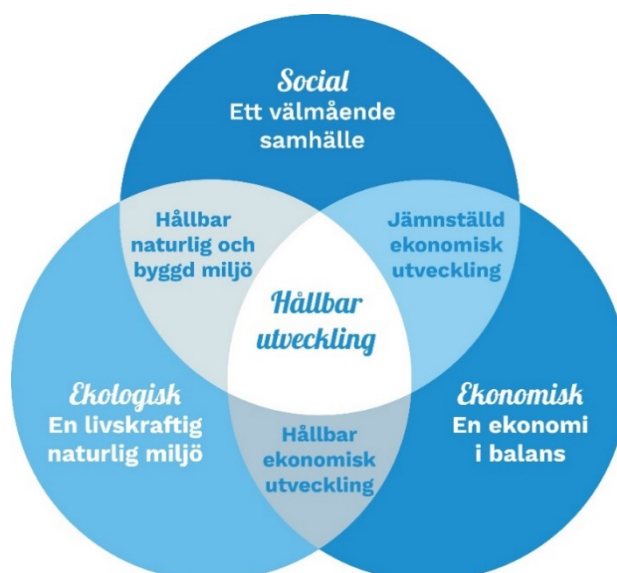 Social
Ett välmående
samhälle
Hållbar
naturlig och
byggd miljö
Jämnställd
ekonomisk
utveckling
Hållbar
utveckling
Ekologisk
En livskraftig
naturlig miljö
Hållbar
ekonomisk
utveckling
Ekonomisk
En ekonomi
i balans